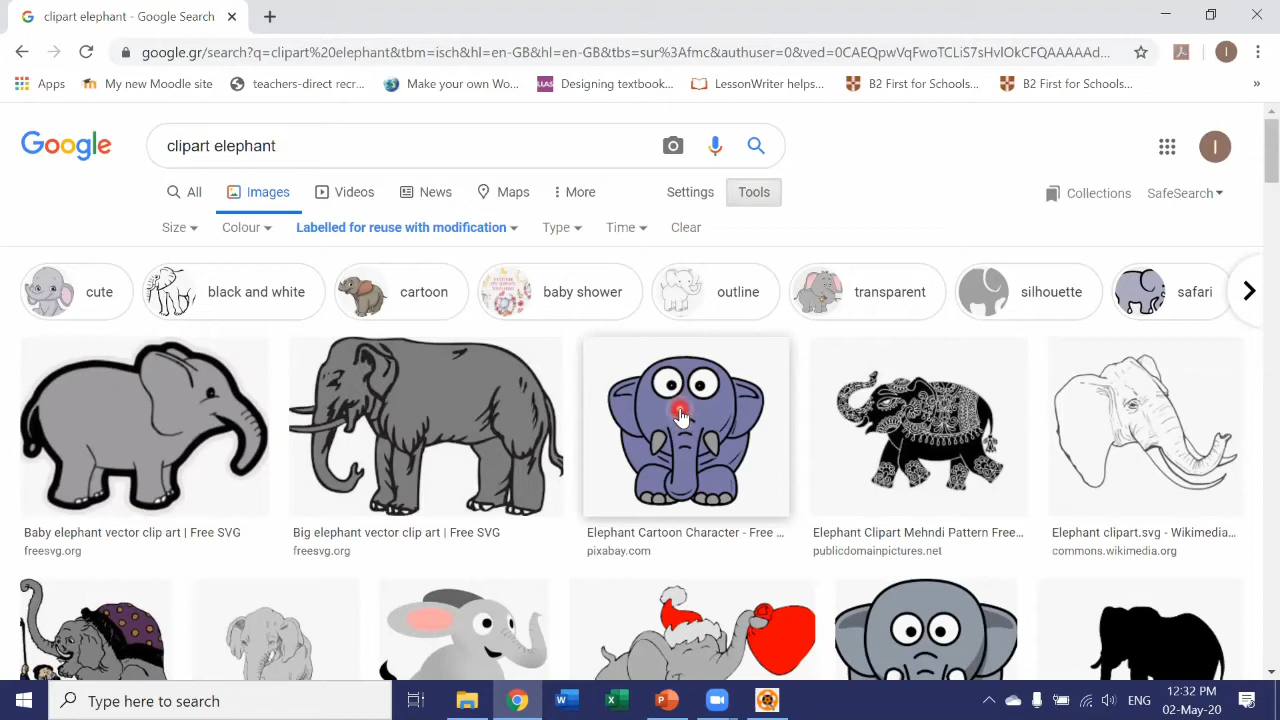 clipart elephant - Google Search
google.gr/search?q=clipart%20elephant&tbm=isch&hl=en-GB&hl=en-GB&tbs=sur%3Afmc&authuser=0&ved=0CAEQpwVqFwoTCLiS7sHvlOkCFQAAAAAd...
Apps My new Moodle site teachers-direct recr... Make your own Wo... LUAS Designing textbook... LessonWriter helps... B2 First for Schools... B2 First for Schools... »
Google clipart elephant I
All Images Videos News Maps More Settings Tools Collections SafeSearch
Size Colour Labelled for reuse with modification Type Time Clear
cute black and white cartoon baby shower outline transparent silhouette safari
Baby elephant vector clip art | Free SVG Big elephant vector clip art | Free SVG Elephant Cartoon Character - Free ... Elephant Clipart Mehndi Pattern Free... Elephant clipart.svg - Wikimedia...
freesvg.org freesvg.org pixabay.com publicdomainpictures.net commons.wikimedia.org
Type here to search ENG 12:32 PM
02-May-20